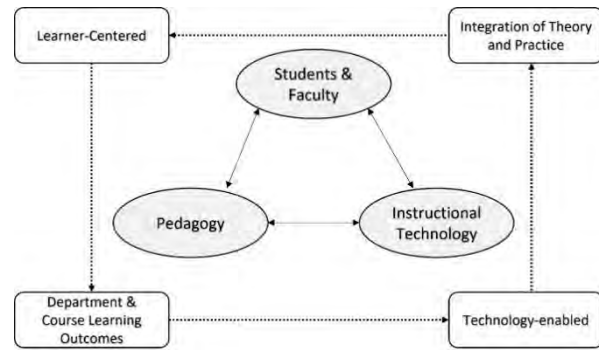 Learner-Centered
Integration of Theory
and Practice
Students &
Faculty
Pedagogy
Instructional
Technology
Department &
Course Learning
Outcomes
Technology-enabled